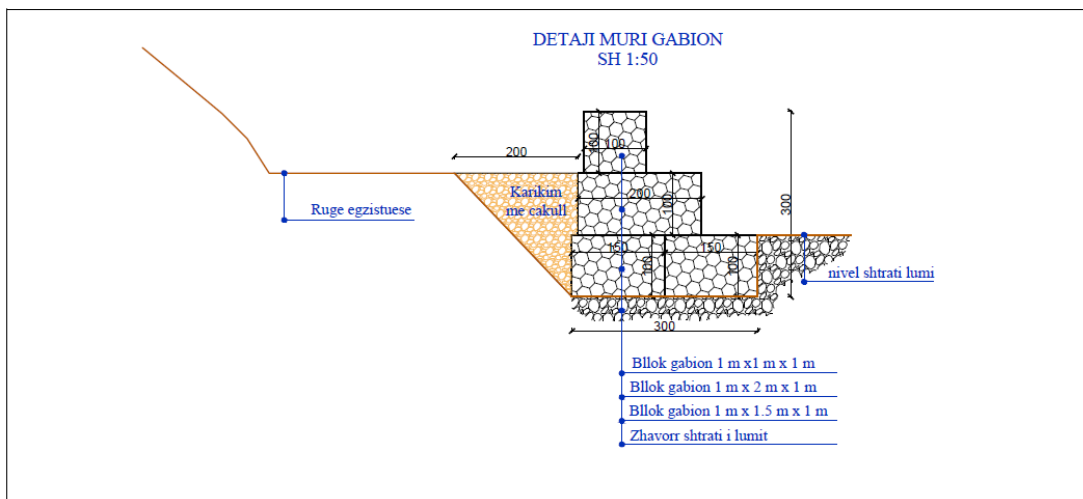 DETAJI MURI GABION
SH 1:50
100
100
200
Karikim
me cakull
200
100
300
Ruge egzistuese
150
150
100
100
nivel shtrati lumi
300
Bllok gabion 1 m x1 m x 1 m
Bllok gabion 1 m x 2 m x 1 m
Bllok gabion 1 m x 1.5 m x 1 m
Zhavorr shtrati i lumit